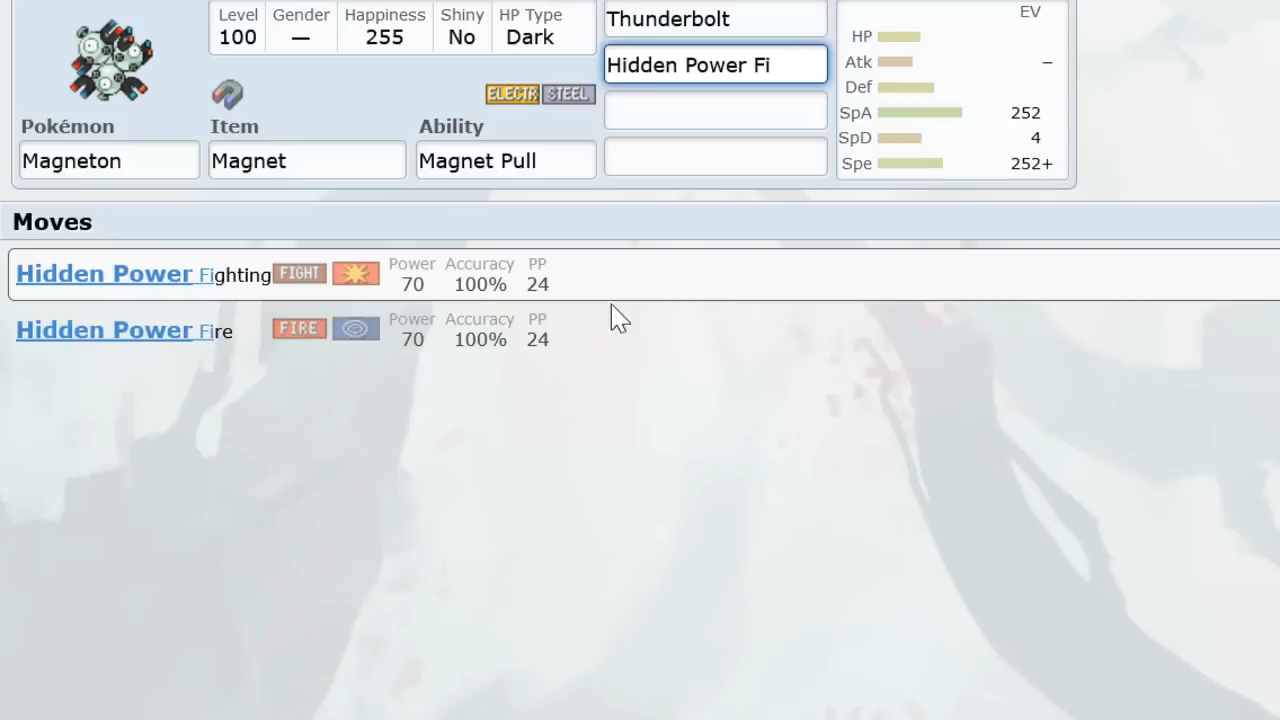 Level Gender Happiness Shiny HP Type
100 — 255 No Dark
ELECTR STEEL
Pokémon Item Ability
Magneton Magnet Magnet Pull
Thunderbolt
Hidden Power Fi
EV
HP
Atk –
Def
SpA 252
SpD 4
Spe 252+
Moves
Hidden Power Fighting FIGHT Power 70 Accuracy 100% PP 24
Hidden Power Fire FIRE Power 70 Accuracy 100% PP 24